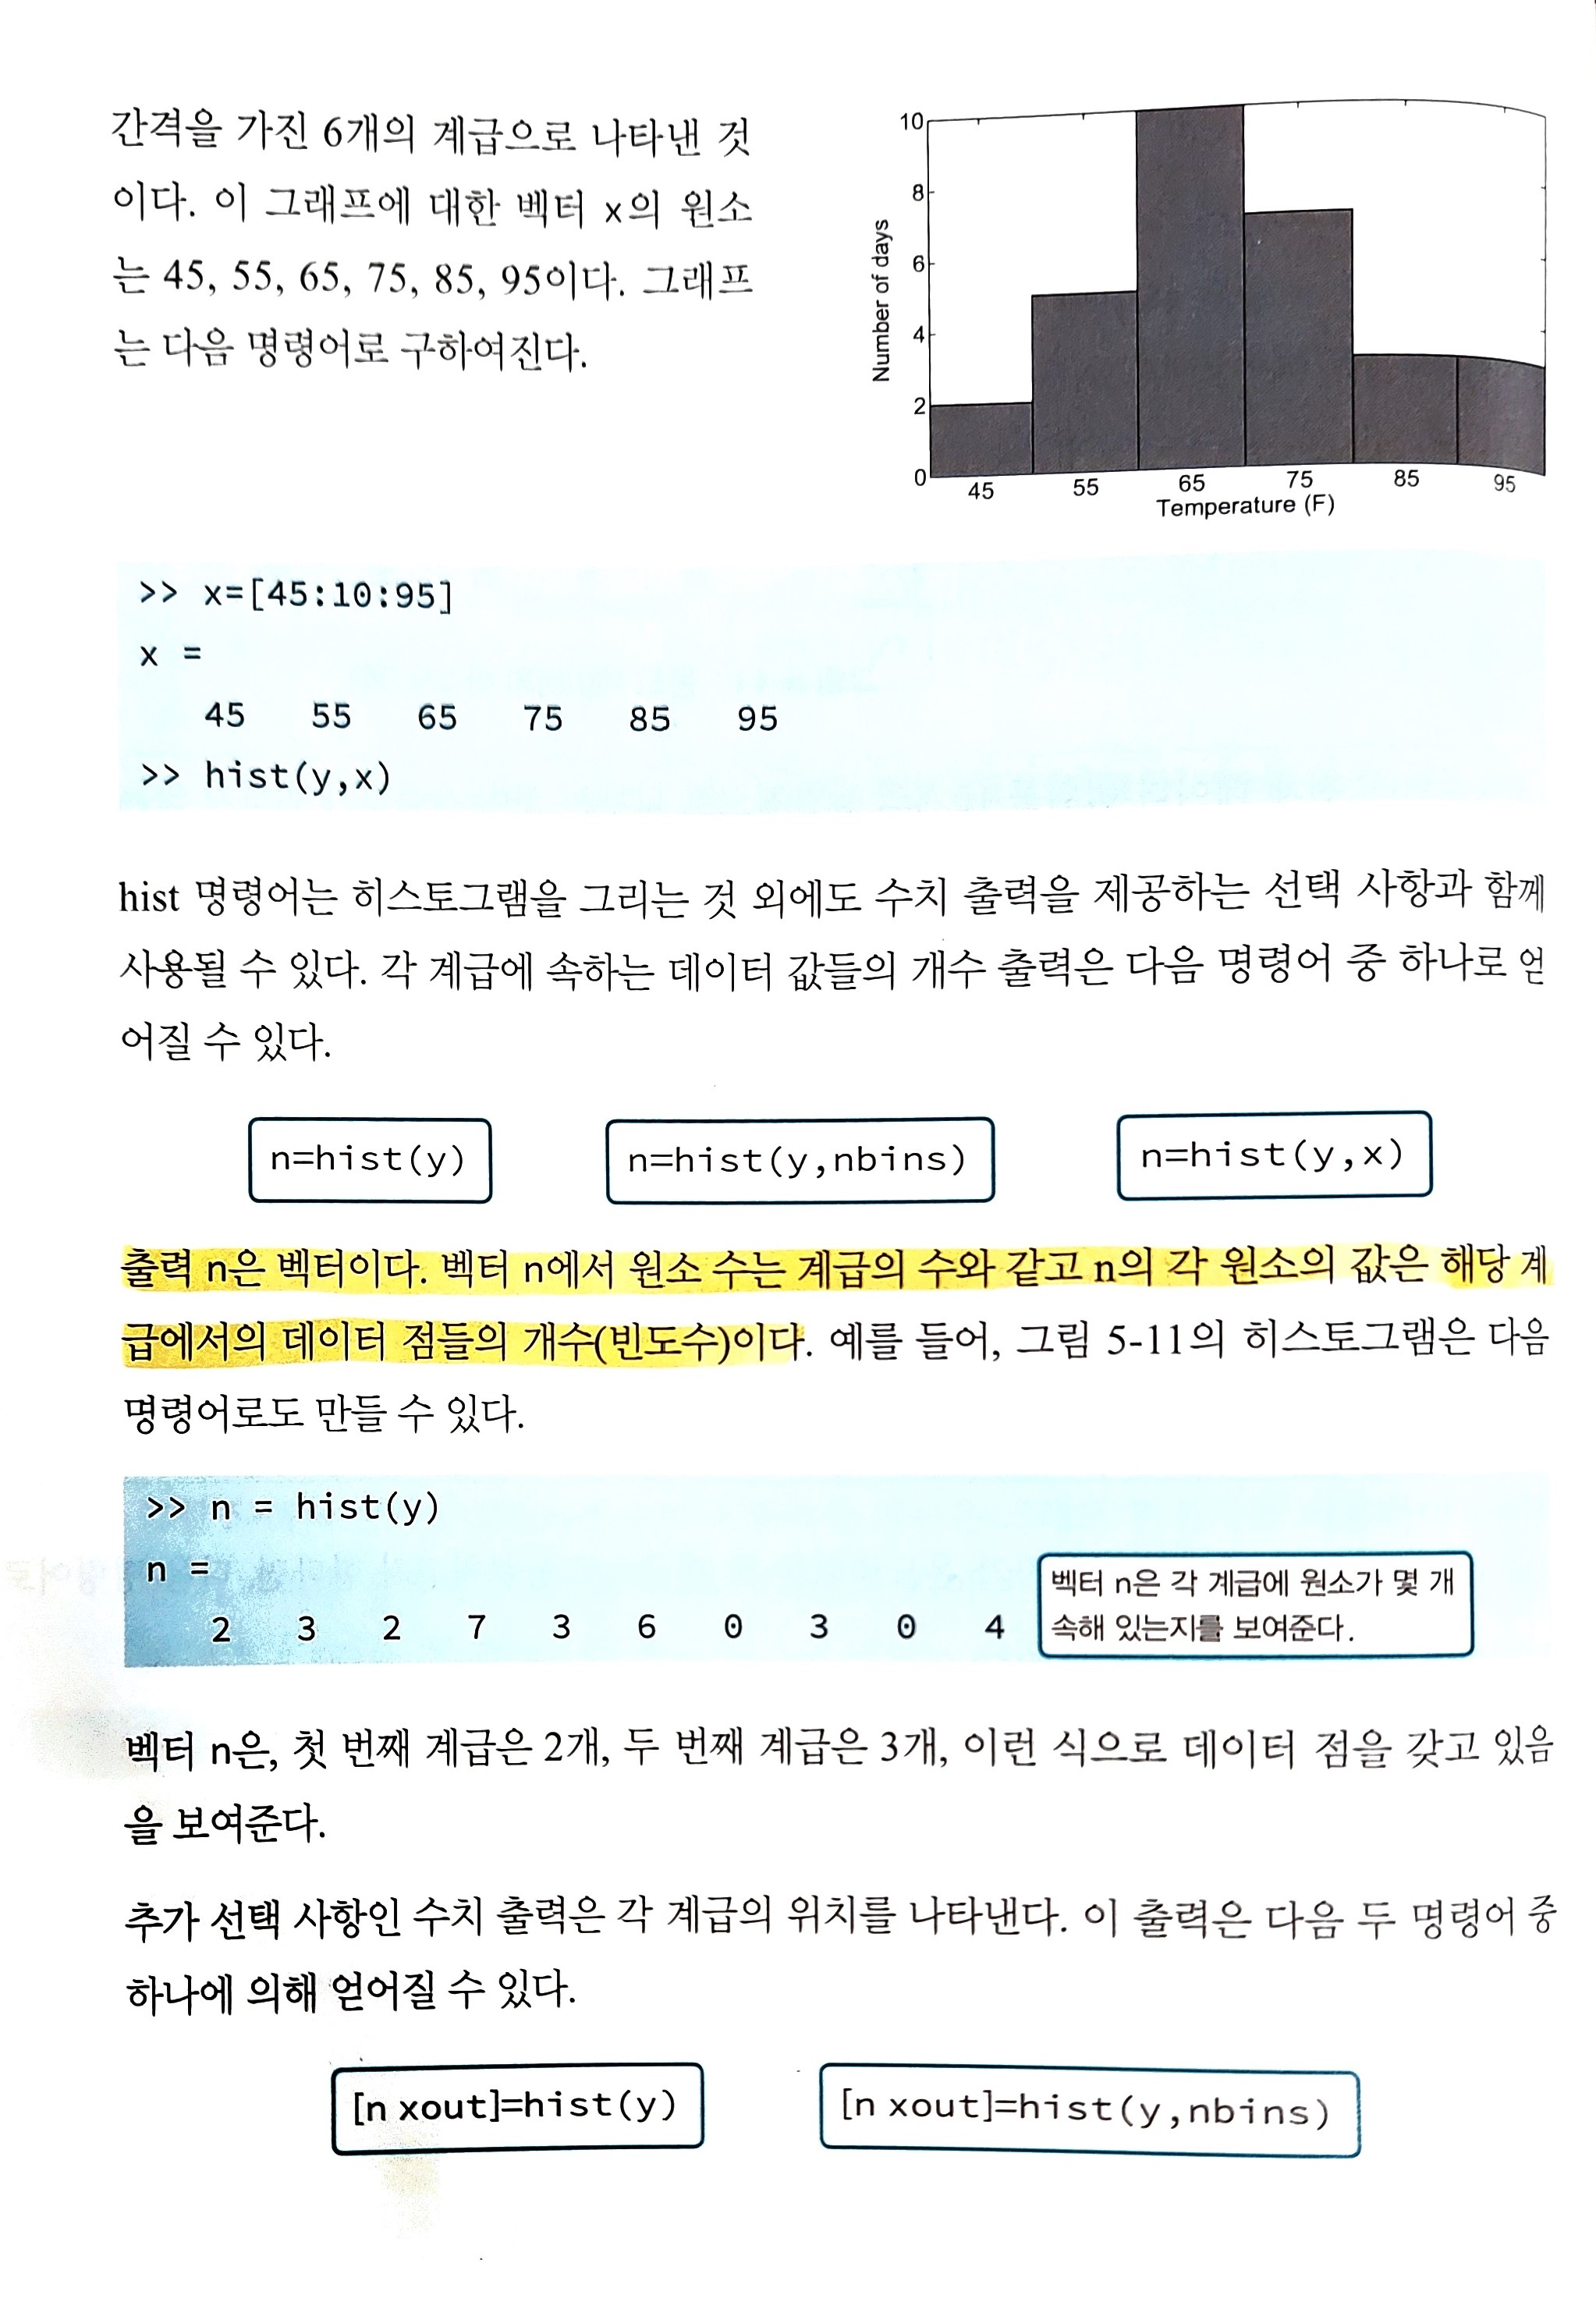 간격을 가진 6개의 계급으로 나타낸 것
이다. 이 그래프에 대한 벡터 x의 원소
는 45, 55, 65, 75, 85, 95이다. 그래프
는 다음 명령어로 구하여진다.
10
8
6
4
2
0
Number of days
45 55 65 75 85 95
Temperature (F)
>> x=[45:10:95]
x =
45 55 65 75 85 95
>> hist(y,x)
hist 명령어는 히스토그램을 그리는 것 외에도 수치 출력을 제공하는 선택 사항과 함께
사용될 수 있다. 각 계급에 속하는 데이터 값들의 개수 출력은 다음 명령어 중 하나로 얻
어질 수 있다.
n=hist(y) n=hist(y,nbins) n=hist(y,x)
출력 n은 벡터이다. 벡터 n에서 원소 수는 계급의 수와 같고 n의 각 원소의 값은 해당 계
급에서의 데이터 점들의 개수(빈도수)이다. 예를 들어, 그림 5-11의 히스토그램은 다음
명령어로도 만들 수 있다.
>> n = hist(y)
n =
2 3 2 7 3 6 0 3 0 4
벡터 n은 각 계급에 원소가 몇 개
속해 있는지를 보여준다.
벡터 n은, 첫 번째 계급은 2개, 두 번째 계급은 3개, 이런 식으로 데이터 점을 갖고 있음
을 보여준다.
추가 선택 사항인 수치 출력은 각 계급의 위치를 나타낸다. 이 출력은 다음 두 명령어 중
하나에 의해 얻어질 수 있다.
[n xout]=hist(y) [n xout]=hist(y,nbins)